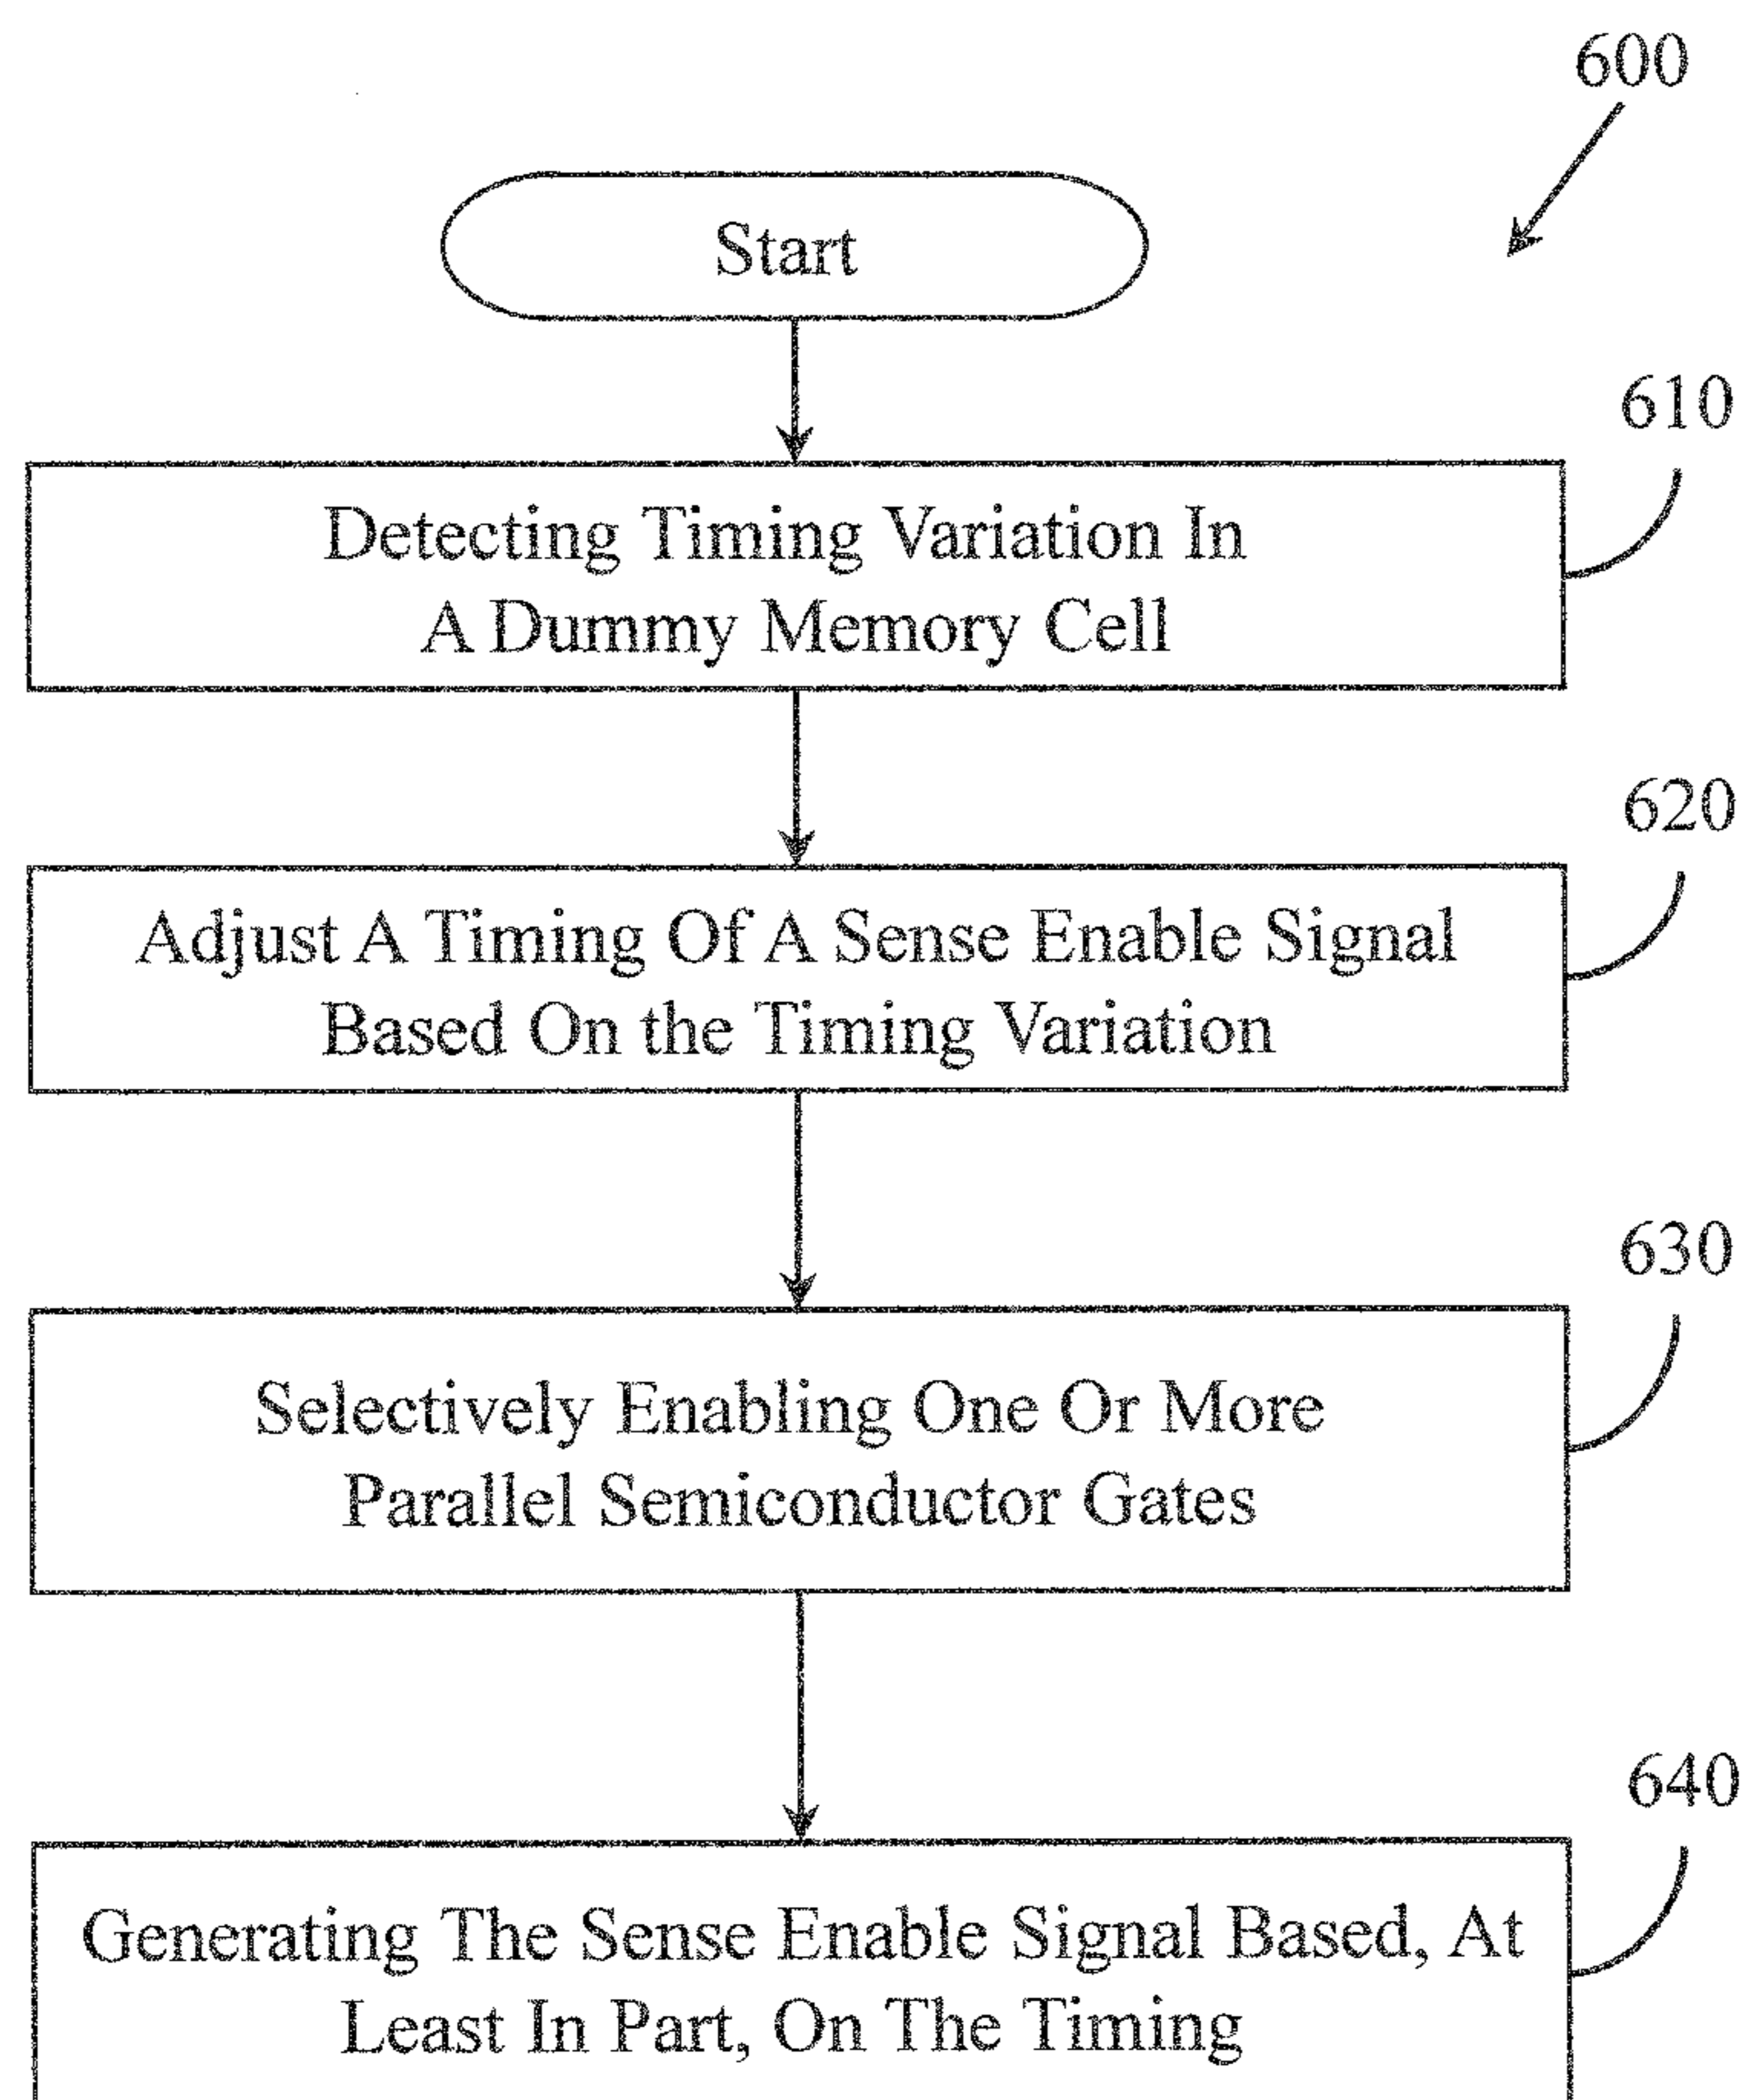 600
Start
610
Detecting Timing Variation In
A Dummy Memory Cell
620
Adjust A Timing Of A Sense Enable Signal
Based On the Timing Variation
630
Selectively Enabling One Or More
Parallel Semiconductor Gates
640
Generating The Sense Enable Signal Based, At
Least In Part, On The Timing